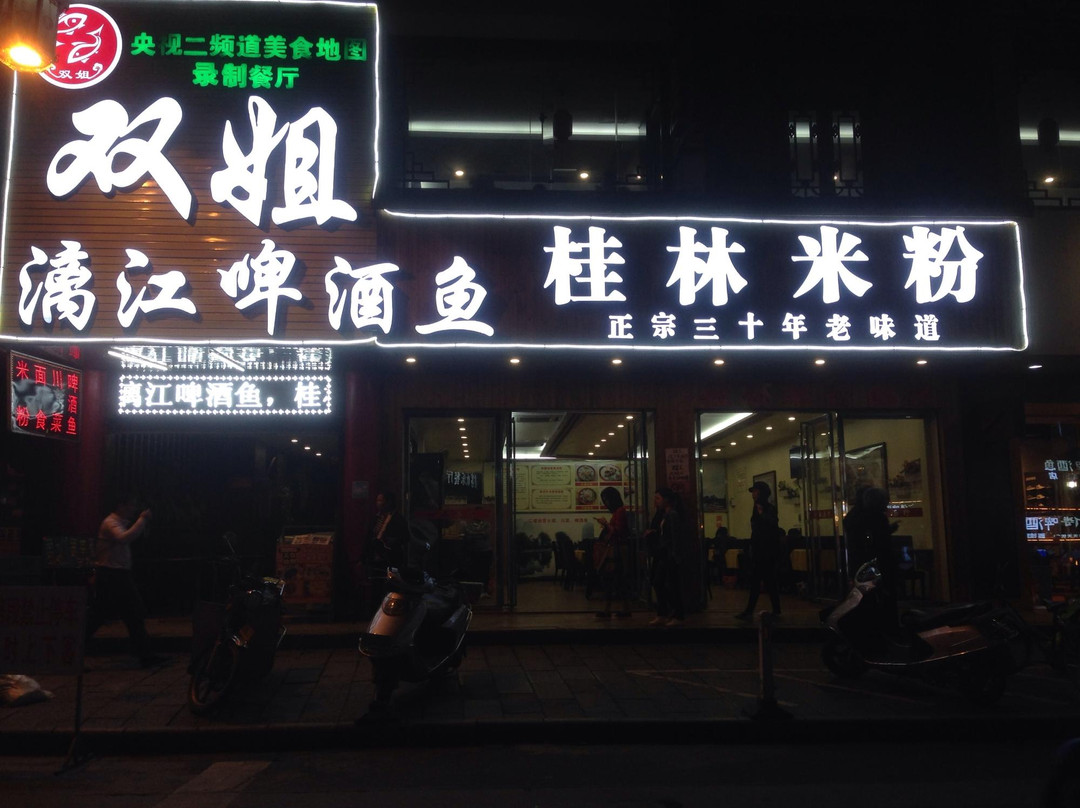 双姐
央视二频道美食地图
录制餐厅
双姐
漓江啤酒鱼
桂林米粉
正宗三十年老味道
漓江啤酒鱼，桂
米粉
面食
川菜
啤酒鱼